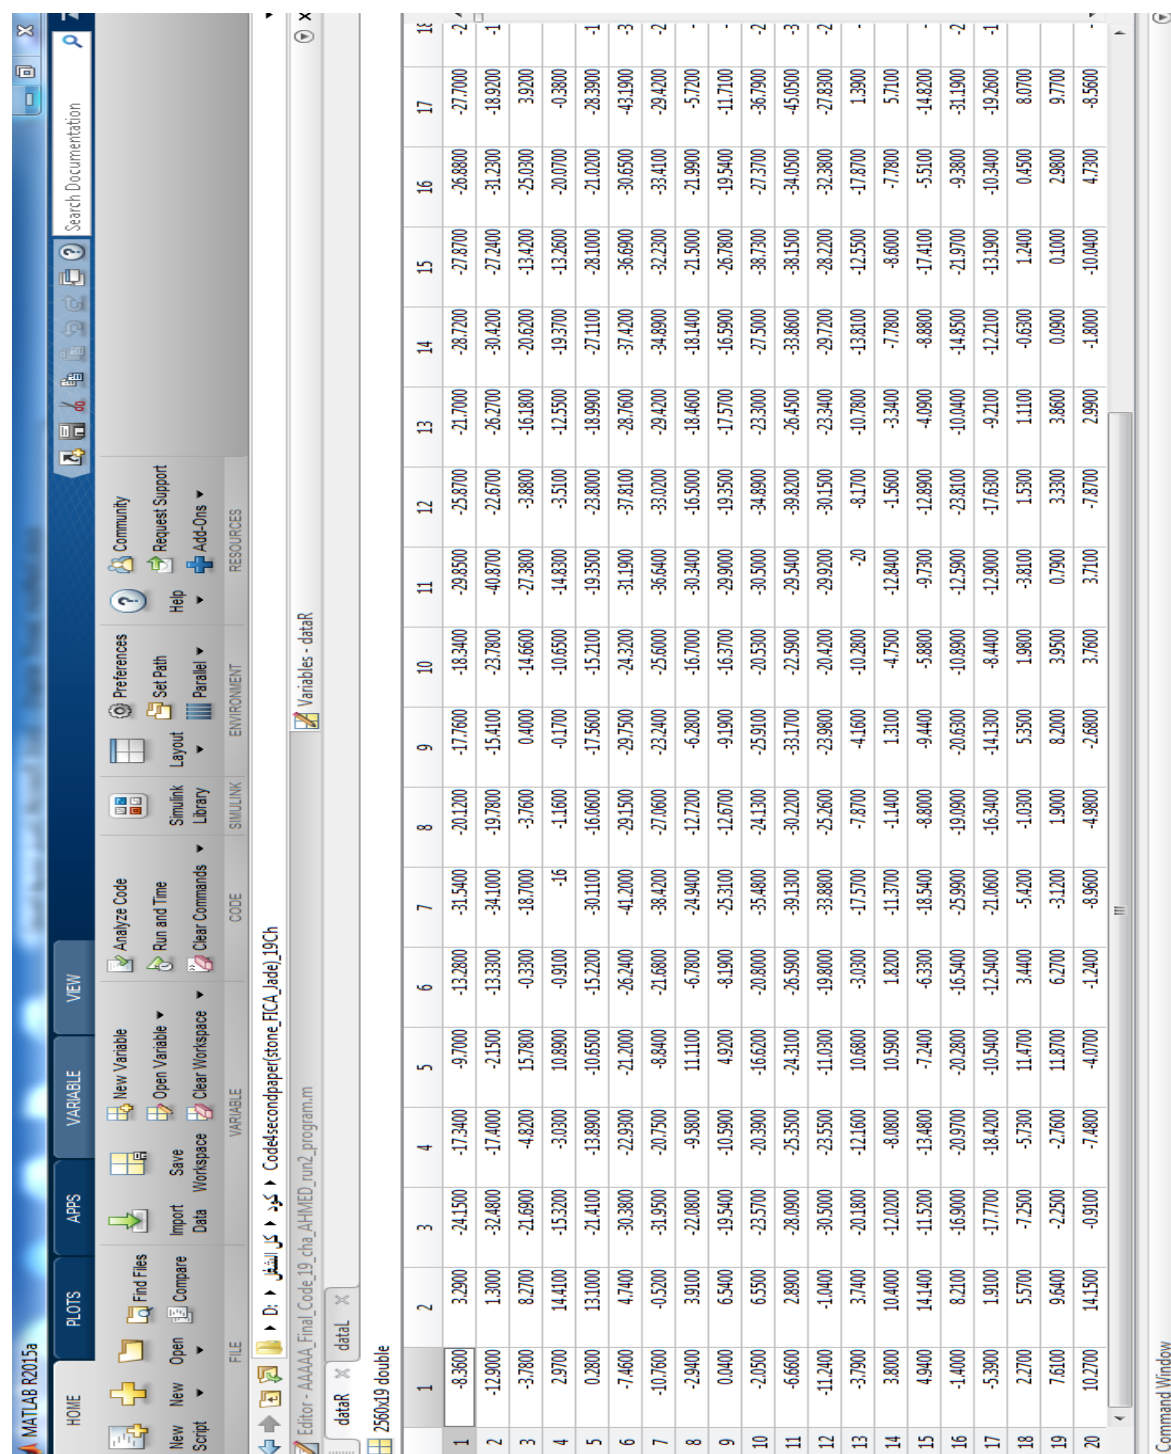 MATLAB R2015a
HOME PLOTS APPS VARIABLE VIEW
Search Documentation
New Script New Open Find Files Compare Import Data Save Workspace New Variable Open Variable Clear Workspace Analyze Code Run and Time Clear Commands Simulink Library Layout Preferences Set Path Parallel Help Community Request Support Add-Ons
FILE VARIABLE CODE SIMULINK ENVIRONMENT RESOURCES
D: كل الشغل كود Code4secondpaper(stone_FICA_Jade)_19Ch
Editor - AAAAA_Final_Code_19_cha_AHMED_run2_program.m Variables - dataR
dataR dataL
2560x19 double
1 2 3 4 5 6 7 8 9 10 11 12 13 14 15 16 17 18
1 -8.3600 3.2900 -24.1500 -17.3400 -9.7000 -13.2800 -31.5400 -20.1200 -17.7600 -18.3400 -29.8500 -25.8700 -21.7000 -28.7200 -27.8700 -26.8800 -27.7000
2 -12.9000 1.3000 -32.4800 -17.4000 -2.1500 -13.3300 -34.1000 -19.7800 -15.4100 -23.7800 -40.8700 -22.6700 -26.2700 -30.4200 -27.2400 -31.2300 -18.9200
3 -3.7800 8.2700 -21.6900 -4.8200 15.7800 -0.3300 -18.7000 -3.7600 0.4000 -14.6600 -27.3800 -3.8800 -16.1800 -20.6200 -13.4200 -25.0300 3.9200
4 2.9700 14.4100 -15.3200 -3.0300 10.8900 -0.9100 -16 -1.1600 -0.1700 -10.6500 -14.8300 -3.5100 -12.5500 -19.3700 -13.2600 -20.0700 -0.3800
5 0.2800 13.1000 -21.4100 -13.8900 -10.6500 -15.2200 -30.1100 -16.0600 -17.5600 -15.2100 -19.3500 -23.8000 -18.9900 -27.1100 -28.1000 -21.0200 -28.3900
6 -7.4600 4.7400 -30.3800 -22.9300 -21.2000 -26.2400 -41.2000 -29.1500 -29.7500 -24.3200 -31.1900 -37.8100 -28.7600 -37.4200 -36.6900 -30.6500 -43.1900
7 -10.7600 -0.5200 -31.9500 -20.7500 -8.8400 -21.6800 -38.4200 -27.0600 -23.2400 -25.6000 -36.6400 -33.0200 -29.4200 -34.8900 -32.2300 -33.4100 -29.4200
8 -2.9400 3.9100 -22.0800 -9.5800 11.1100 -6.7800 -24.9400 -12.7200 -6.2800 -16.7000 -30.3400 -16.5000 -18.4600 -18.1400 -21.5000 -21.9900 -5.7200
9 0.0400 6.5400 -19.5400 -10.5900 4.9200 -8.1900 -25.3100 -12.6700 -9.1900 -16.3700 -29.9000 -19.3500 -17.5700 -16.5900 -26.7800 -19.5400 -11.7100
10 -2.0500 6.5500 -23.5700 -20.3900 -16.6200 -20.8000 -35.4800 -24.1300 -25.9100 -20.5300 -30.5000 -34.8900 -23.3000 -27.5000 -38.7300 -27.3700 -36.7900
11 -6.6600 2.8900 -28.0900 -25.3500 -24.3100 -26.5900 -39.1300 -30.2200 -33.1700 -22.5900 -29.5400 -39.8200 -26.4500 -33.8600 -38.1500 -34.0500 -45.0500
12 -11.2400 -1.0400 -30.5000 -23.5500 -11.0300 -19.8000 -33.8800 -25.2600 -23.9800 -20.4200 -29.9200 -30.1500 -23.3400 -29.7200 -28.2200 -32.3800 -27.8300
13 -3.7900 3.7400 -20.1800 -12.1600 10.6800 -3.0300 -17.5700 -7.8700 -4.1600 -10.2800 -20 -8.1700 -10.7800 -13.8100 -12.5500 -17.8700 1.3900
14 3.8000 10.4000 -12.0200 -8.0800 10.5900 1.8200 -11.3700 -1.1400 1.3100 -4.7500 -12.8400 -1.5600 -3.3400 -7.7800 -8.6000 -7.7800 5.7100
15 4.9400 14.1400 -11.5200 -13.4800 -7.2400 -6.3300 -18.5400 -8.8000 -9.4400 -5.8800 -9.7300 -12.8900 -4.0900 -8.8800 -17.4100 -5.5100 -14.8200
16 -1.4000 8.2100 -16.9000 -20.9700 -20.2800 -16.5400 -25.9900 -19.0900 -20.6300 -10.8900 -12.5900 -23.8100 -10.0400 -14.8500 -21.9700 -9.3800 -31.1900
17 -5.3900 1.9100 -17.7700 -18.4200 -10.5400 -12.5400 -21.0600 -16.3400 -14.1300 -8.4400 -12.9000 -17.6300 -9.2100 -12.2100 -13.1900 -10.3400 -19.2600
18 2.2700 5.5700 -7.2500 -5.7300 11.4700 3.4400 -5.4200 -1.0300 5.3500 1.9800 -3.8100 1.5300 1.1100 -0.6300 1.2400 0.4500 8.0700
19 7.6100 9.6400 -2.2500 -2.7600 11.8700 6.2700 -3.1200 1.9000 8.2000 3.9500 0.7900 3.3300 3.8600 0.0900 0.1000 2.9800 9.7700
20 10.2700 14.1500 -0.9100 -7.4800 -4.0700 -1.2400 -8.9600 -4.9800 -2.6800 3.7600 3.7100 -7.8700 2.9900 -1.8000 -10.0400 4.7300 -8.5600
Command Window